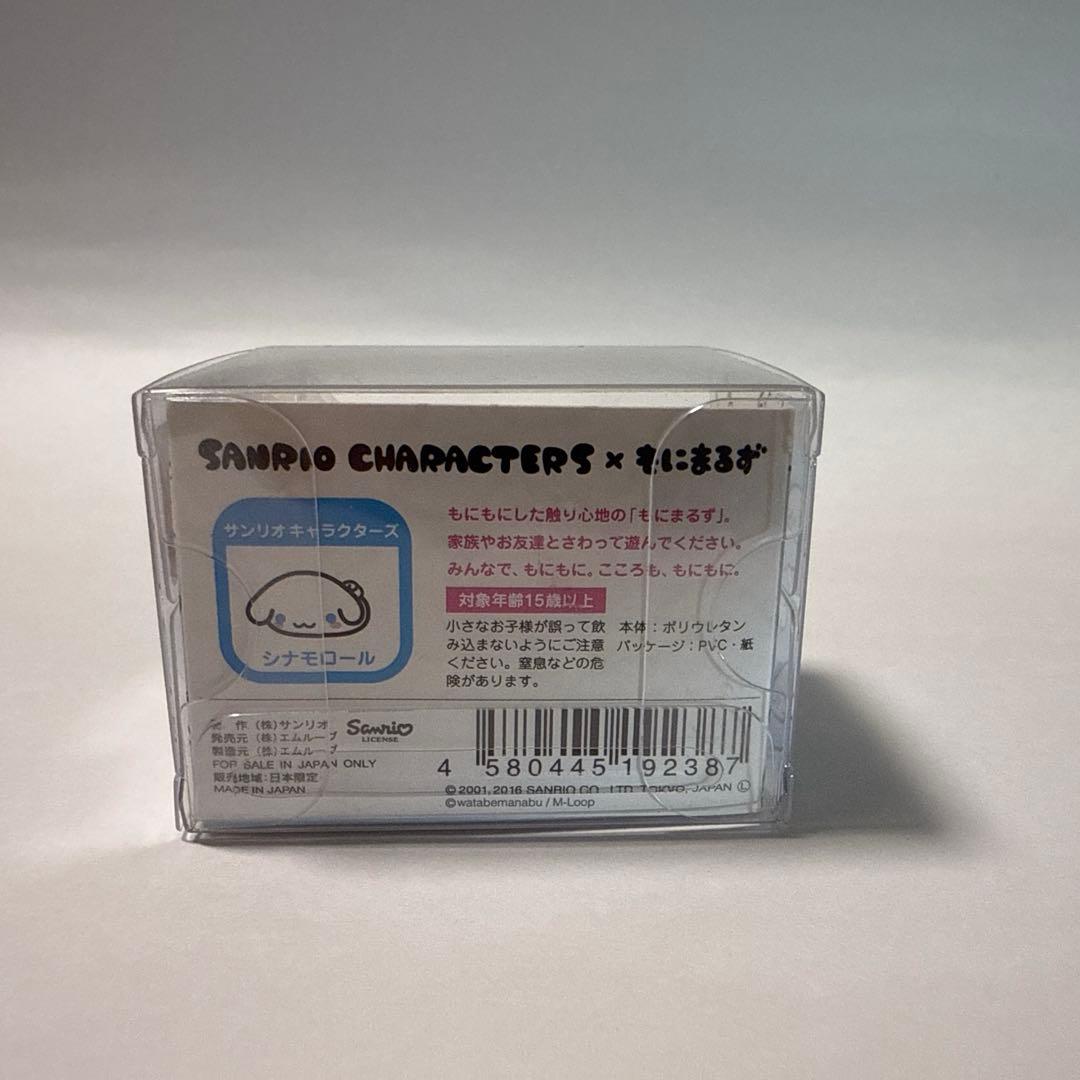 SANRIO CHARACTERS × もにまるず
サンリオキャラクターズ
シナモロール
もにもにした触り心地の「もにまるず」。
家族やお友達とさわって遊んでください。
みんなで、もにもに。こころも、もにもに。
対象年齢15歳以上
小さなお子様が誤って飲
み込まないようにご注意
ください。窒息などの危
険があります。
本体：ポリウレタン
パッケージ：PVC・紙
作 (株)サンリオ
発売元 (株)エムループ
製造元 (株)エムループ
FOR SALE IN JAPAN ONLY
販売地域：日本限定
MADE IN JAPAN
Sanrio
LICENSE
4 580445 192387
©2001, 2016 SANRIO CO., LTD. TOKYO, JAPAN Ⓛ
©watabemanabu / M-Loop